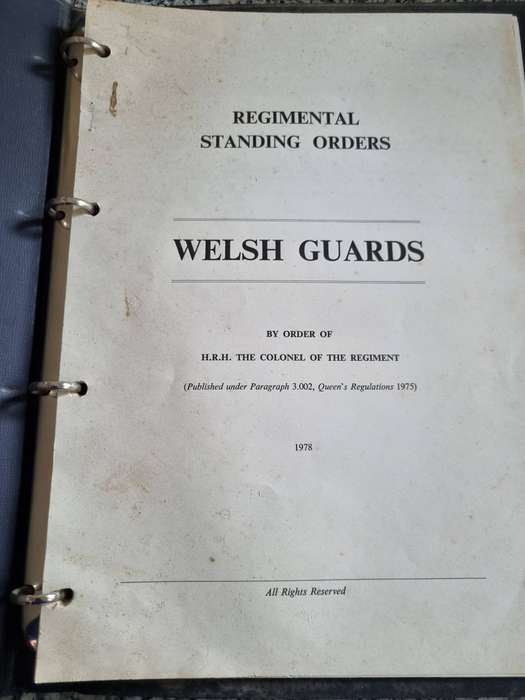 REGIMENTAL
STANDING ORDERS
WELSH GUARDS
BY ORDER OF
H.R.H. THE COLONEL OF THE REGIMENT
(Published under Paragraph 3.002, Queen's Regulations 1975)
1978
All Rights Reserved